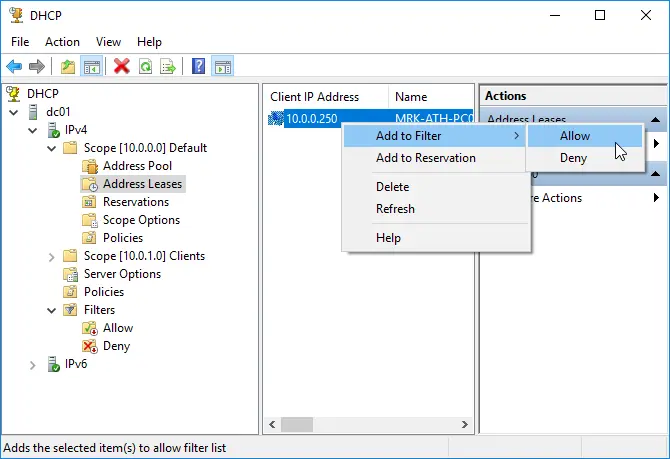 DHCP
File Action View Help
DHCP
dc01
IPv4
Scope [10.0.0.0] Default
Address Pool
Address Leases
Reservations
Scope Options
Policies
Scope [10.0.1.0] Clients
Server Options
Policies
Filters
Allow
Deny
IPv6
Client IP Address Name
10.0.0.250 MRK-ATH-PC0
Add to Filter
Add to Reservation
Delete
Refresh
Help
Allow
Deny
Actions
Address Leases
re Actions
Adds the selected item(s) to allow filter list